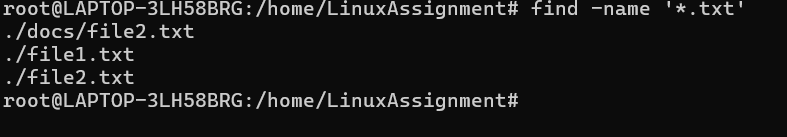 root@LAPTOP-3LH58BRG:/home/LinuxAssignment# find -name '*.txt'
./docs/file2.txt
./file1.txt
./file2.txt
root@LAPTOP-3LH58BRG:/home/LinuxAssignment#